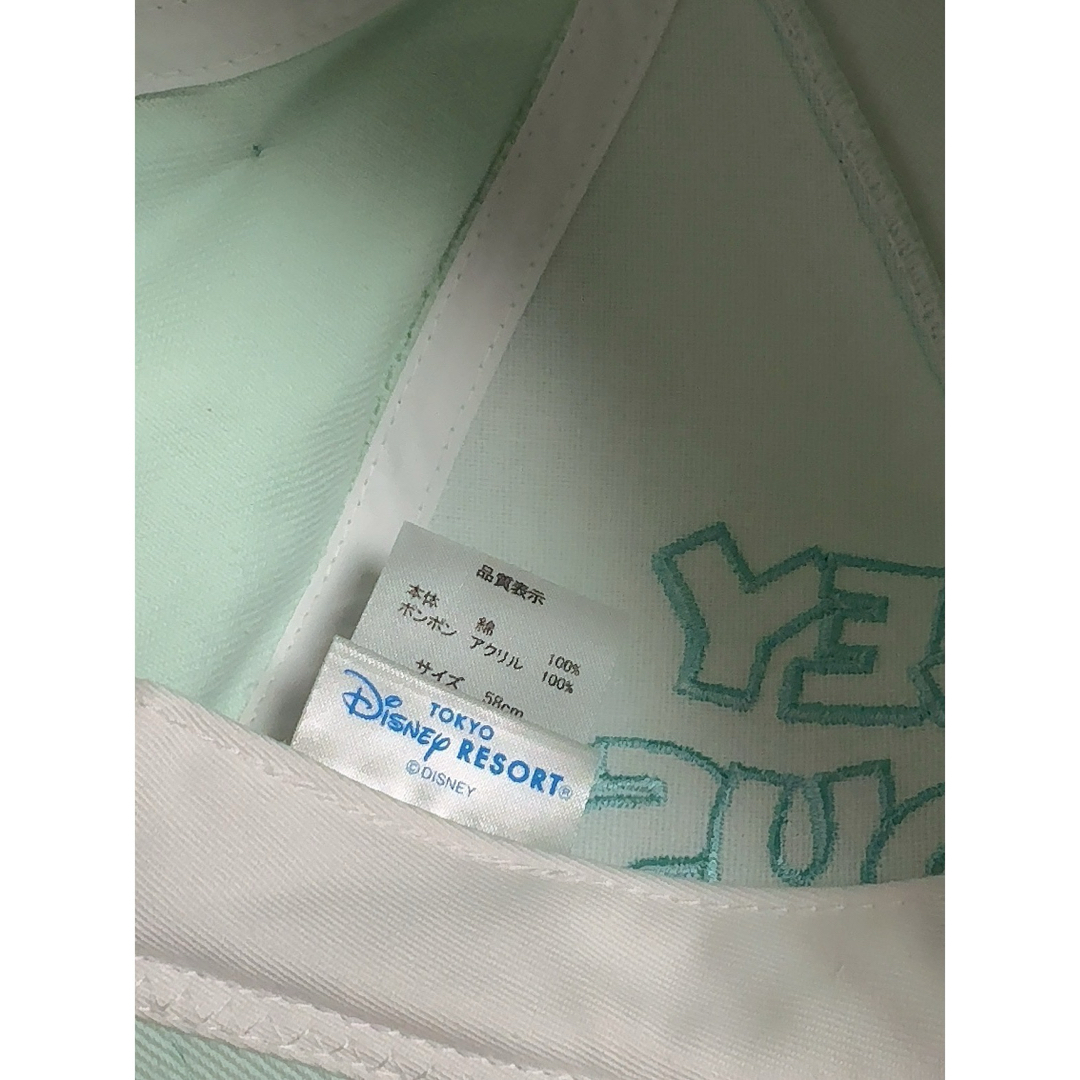 品質表示
本体 綿 100%
ポンポン アクリル 100%
サイズ 58cm
TOKYO
DISNEY RESORT®
©DISNEY